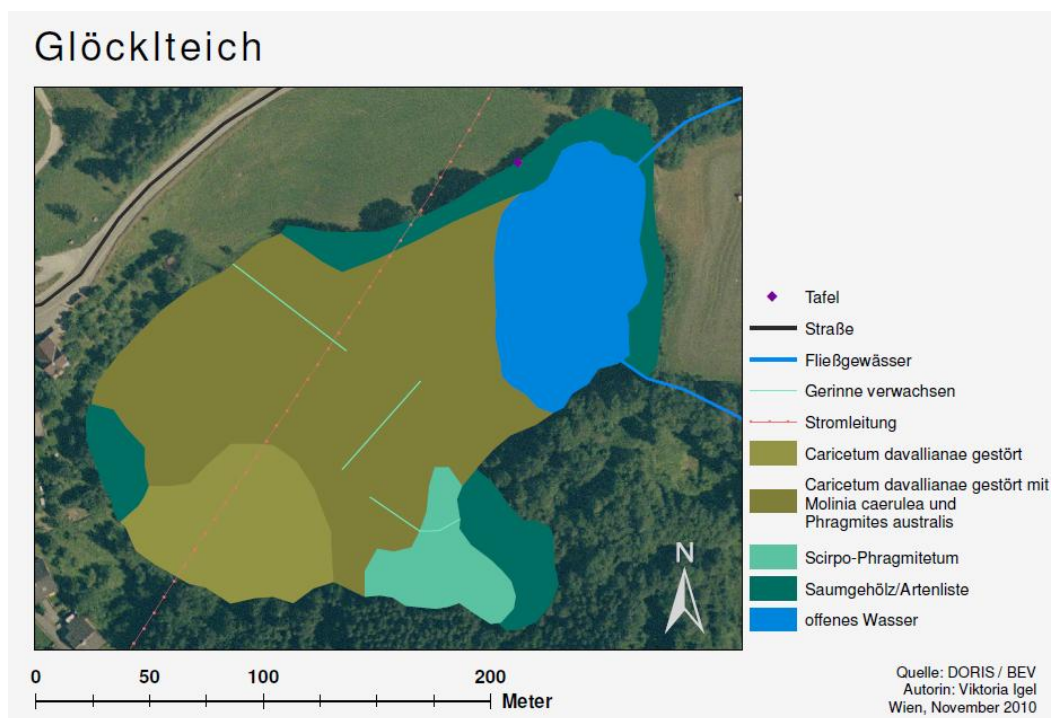 Glöcklteich
Tafel
Straße
Fließgewässer
Gerinne verwachsen
Stromleitung
Caricetum davallianae gestört
Caricetum davallianae gestört mit
Molinia caerulea und
Phragmites australis
Scirpo-Phragmitetum
Saumgehölz/Artenliste
offenes Wasser
N
0 50 100 200
Meter
Quelle: DORIS / BEV
Autorin: Viktoria Igel
Wien, November 2010